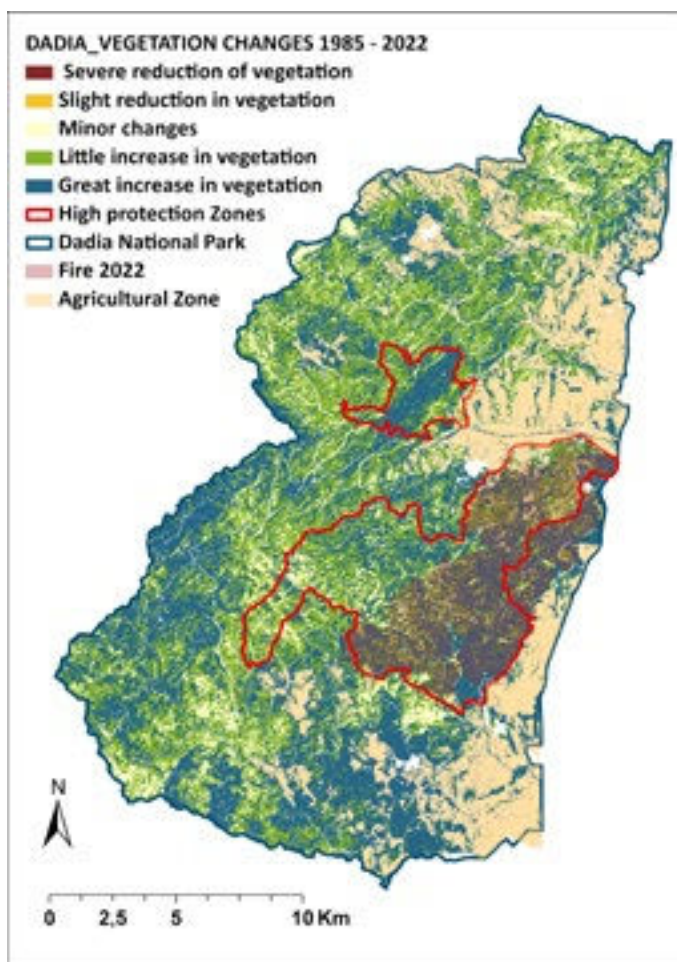 DADIA_VEGETATION CHANGES 1985 - 2022
Severe reduction of vegetation
Slight reduction in vegetation
Minor changes
Little increase in vegetation
Great increase in vegetation
High protection Zones
Dadia National Park
Fire 2022
Agricultural Zone
N
0 2,5 5 10 Km